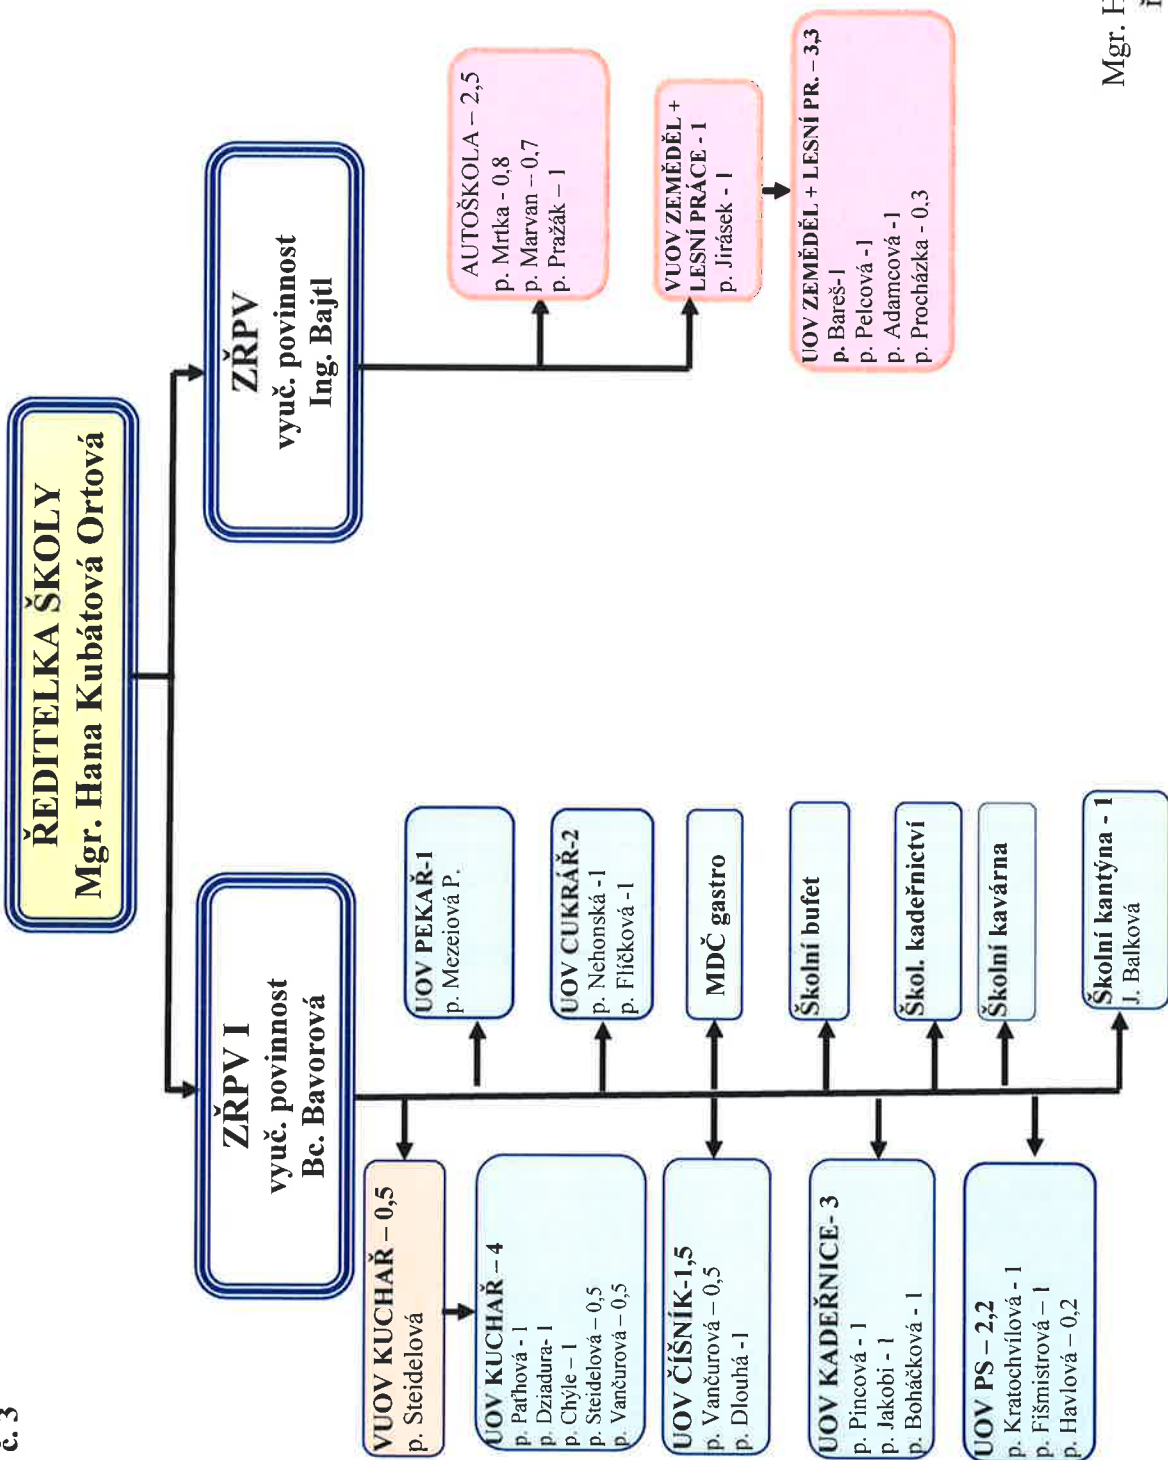 č. 3
ŘEDITELKA ŠKOLY
Mgr. Hana Kubátová Ortová
ZŘPV I
vyuč. povinnost
Bc. Bavorová
ZŘPV
vyuč. povinnost
Ing. Bajtl
VUOV KUCHAŘ – 0,5
p. Steidelová
UOV KUCHAŘ – 4
p. Paťhová - 1
p. Dziadura- 1
p. Chýle – 1
p. Steidelová – 0,5
p. Vančurová – 0,5
UOV ČÍŠNÍK-1,5
p. Vančurová – 0,5
p. Dlouhá -1
UOV KADEŘNICE- 3
p. Pincová - 1
p. Jakobi - 1
p. Boháčková - 1
UOV PS – 2,2
p. Kratochvílová - 1
p. Fišmistrová – 1
p. Havlová – 0,2
UOV PEKAŘ-1
p. Mezeiová P.
UOV CUKRÁŘ-2
p. Nehonská -1
p. Flíčková -1
MDČ gastro
Školní bufet
Škol. kadeřnictví
Školní kavárna
Školní kantýna - 1
J. Balková
AUTOŠKOLA – 2,5
p. Mrtka - 0,8
p. Marvan – 0,7
p. Pražák – 1
VUOV ZEMĚDĚL +
LESNÍ PRÁCE - 1
p. Jirásek - 1
UOV ZEMĚDĚL + LESNÍ PR. – 3,3
p. Bareš-1
p. Pelcová -1
p. Adamcová -1
p. Procházka - 0,3
Mgr. H